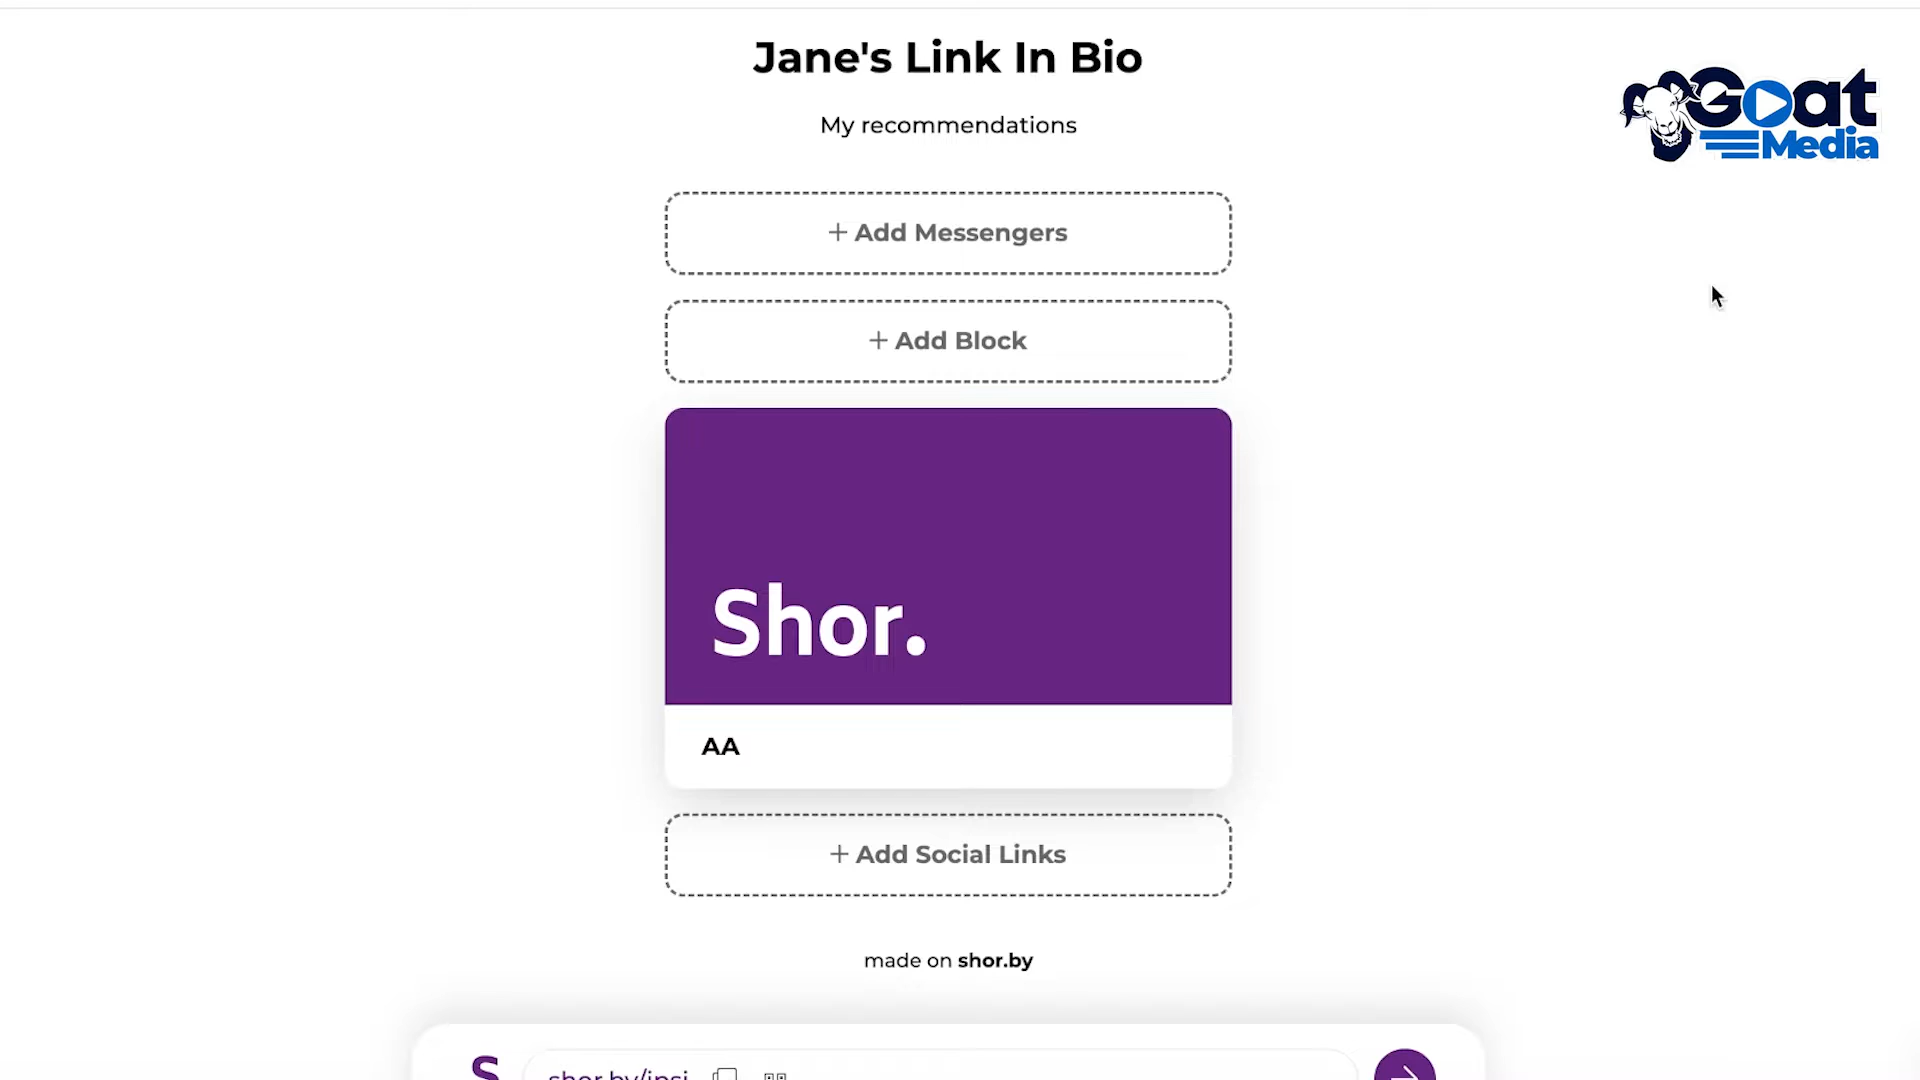 Jane's Link In Bio
Goat
Media
My recommendations
+ Add Messengers
+ Add Block
Shor.
AA
+ Add Social Links
made on shor.by
S